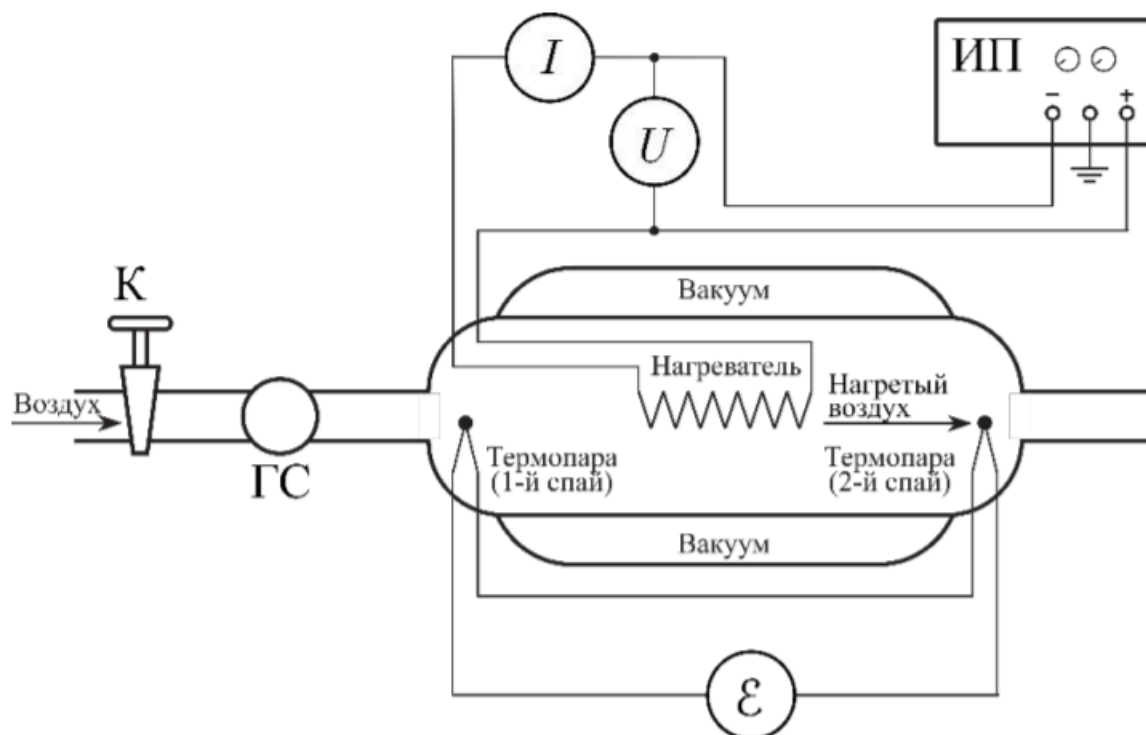 I
ИП
U
−
+
К
Вакуум
Нагреватель
Воздух
Нагретый
воздух
ГС
Термопара
(1-й спай)
Термопара
(2-й спай)
Вакуум
ℰ